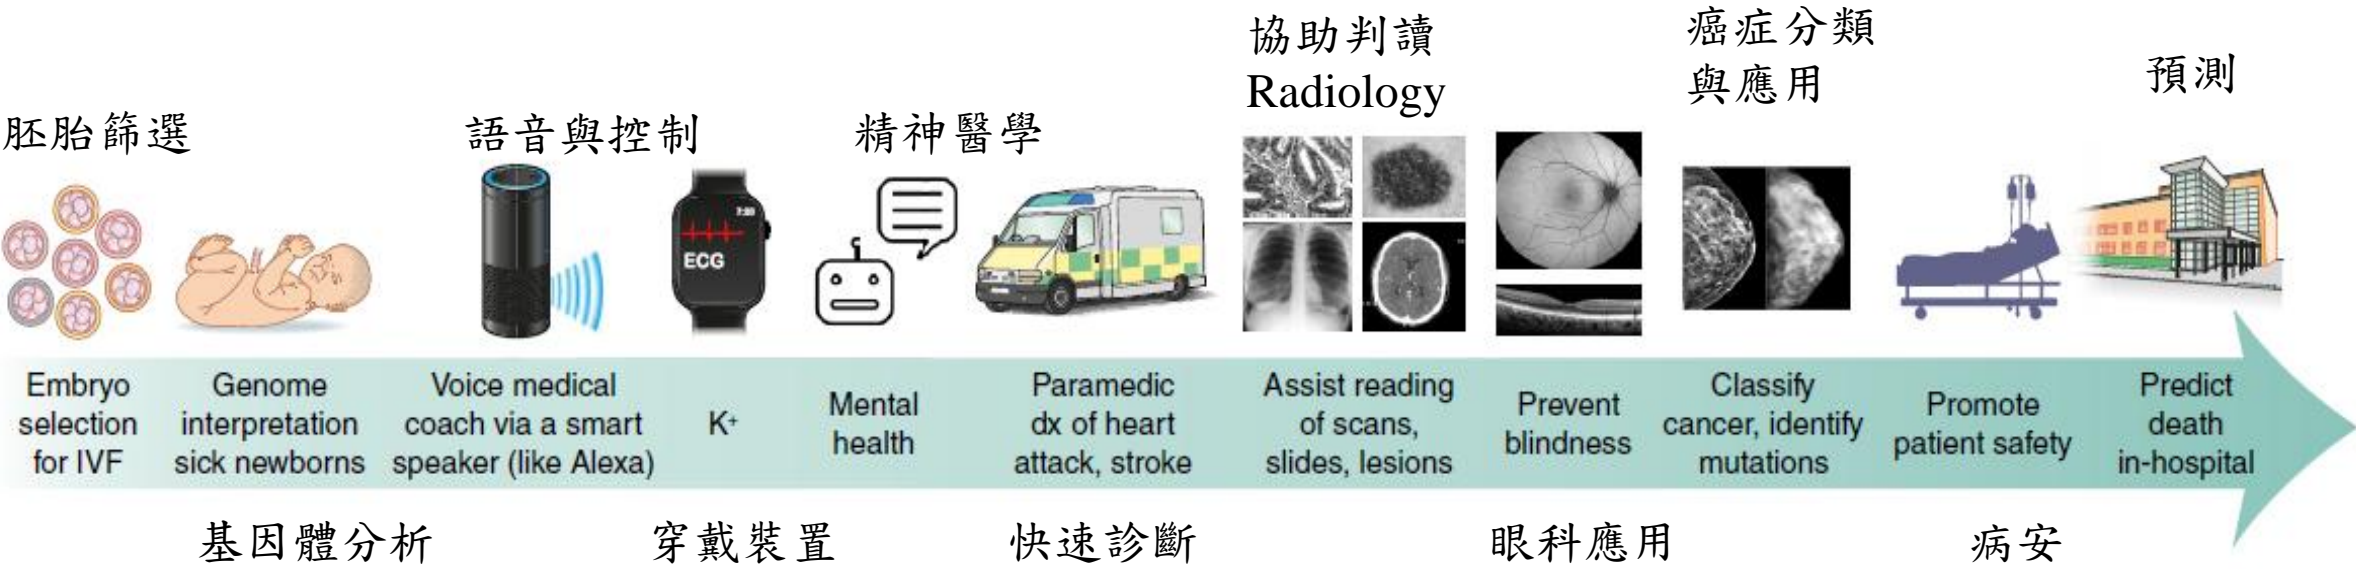 協助判讀
Radiology
癌症分類
與應用
預測
胚胎篩選
語音與控制
精神醫學
7:00
ECG
Embryo
selection
for IVF
Genome
interpretation
sick newborns
Voice medical
coach via a smart
speaker (like Alexa)
K+
Mental
health
Paramedic
dx of heart
attack, stroke
Assist reading
of scans,
slides, lesions
Prevent
blindness
Classify
cancer, identify
mutations
Promote
patient safety
Predict
death
in-hospital
基因體分析
穿戴裝置
快速診斷
眼科應用
病安